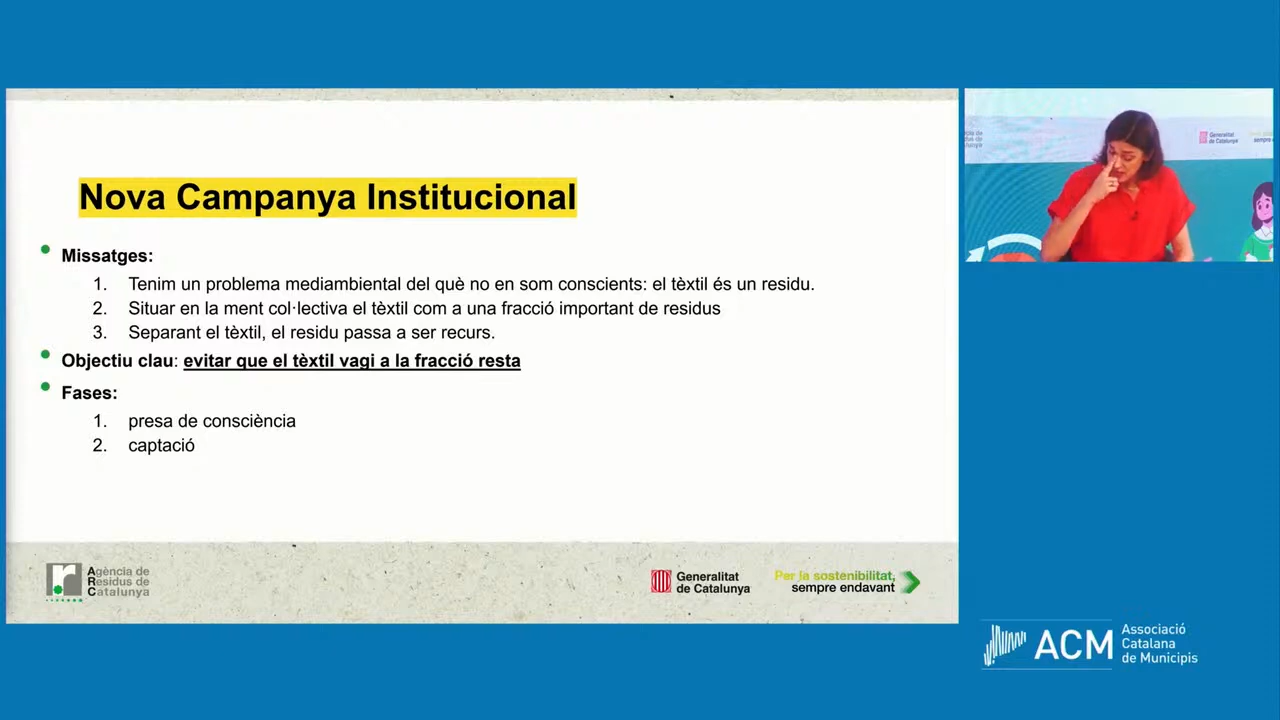 Nova Campanya Institucional
Missatges:
1. Tenim un problema mediambiental del què no en som conscients: el tèxtil és un residu.
2. Situar en la ment col·lectiva el tèxtil com a una fracció important de residus
3. Separant el tèxtil, el residu passa a ser recurs.
Objectiu clau: evitar que el tèxtil vagi a la fracció resta
Fases:
1. presa de consciència
2. captació
Agència de
Residus de
Catalunya
Generalitat
de Catalunya
Per la sostenibilitat,
sempre endavant
Generalitat
de Catalunya
sempre
ACM
Associació
Catalana
de Municipis